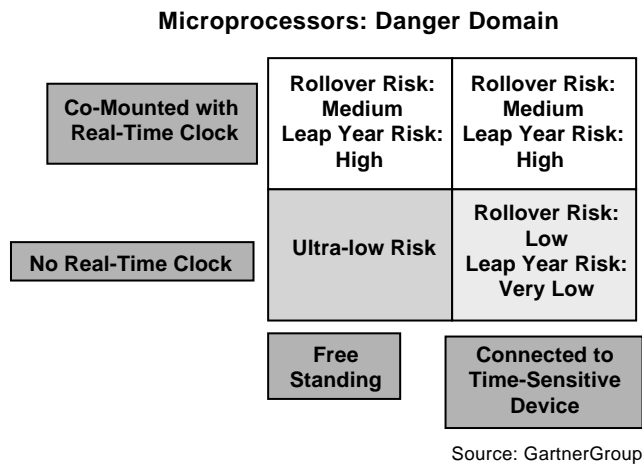 Microprocessors: Danger Domain
Co-Mounted with
Real-Time Clock
Rollover Risk:
Medium
Leap Year Risk:
High
Rollover Risk:
Medium
Leap Year Risk:
High
No Real-Time Clock
Ultra-low Risk
Rollover Risk:
Low
Leap Year Risk:
Very Low
Free
Standing
Connected to
Time-Sensitive
Device
Source: GartnerGroup